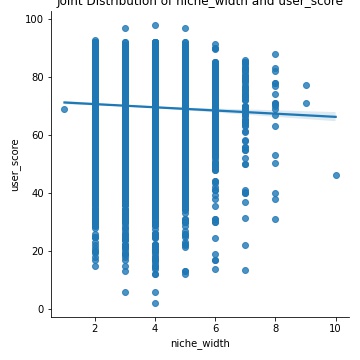 Joint Distribution of niche_width and user_score
100
80
60
40
20
0
user_score
2 4 6 8 10
niche_width